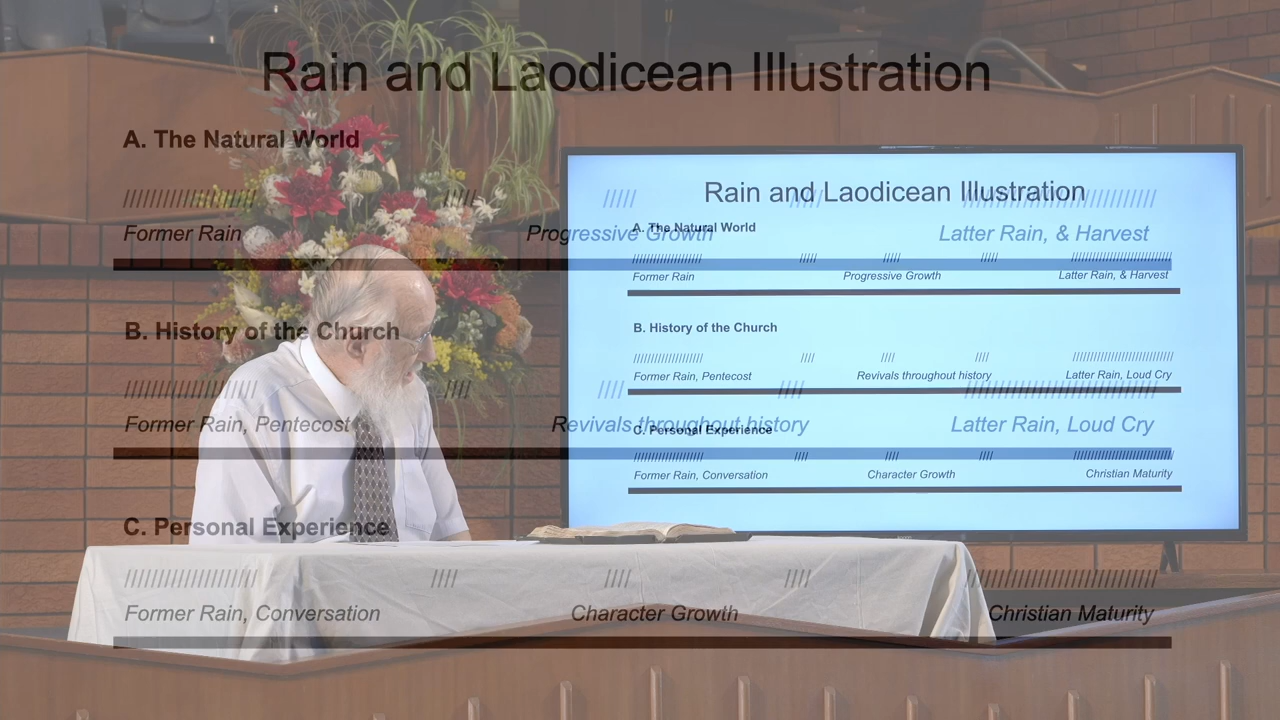 Rain and Laodicean Illustration
A. The Natural World
Former Rain Progressive Growth Latter Rain, & Harvest
B. History of the Church
Former Rain, Pentecost Revivals throughout history Latter Rain, Loud Cry
C. Personal Experience
Former Rain, Conversation Character Growth Christian Maturity
Rain and Laodicean Illustration
A. The Natural World
Former Rain Progressive Growth Latter Rain, & Harvest
B. History of the Church
Former Rain, Pentecost Revivals throughout history Latter Rain, Loud Cry
C. Personal Experience
Former Rain, Conversation Character Growth Christian Maturity